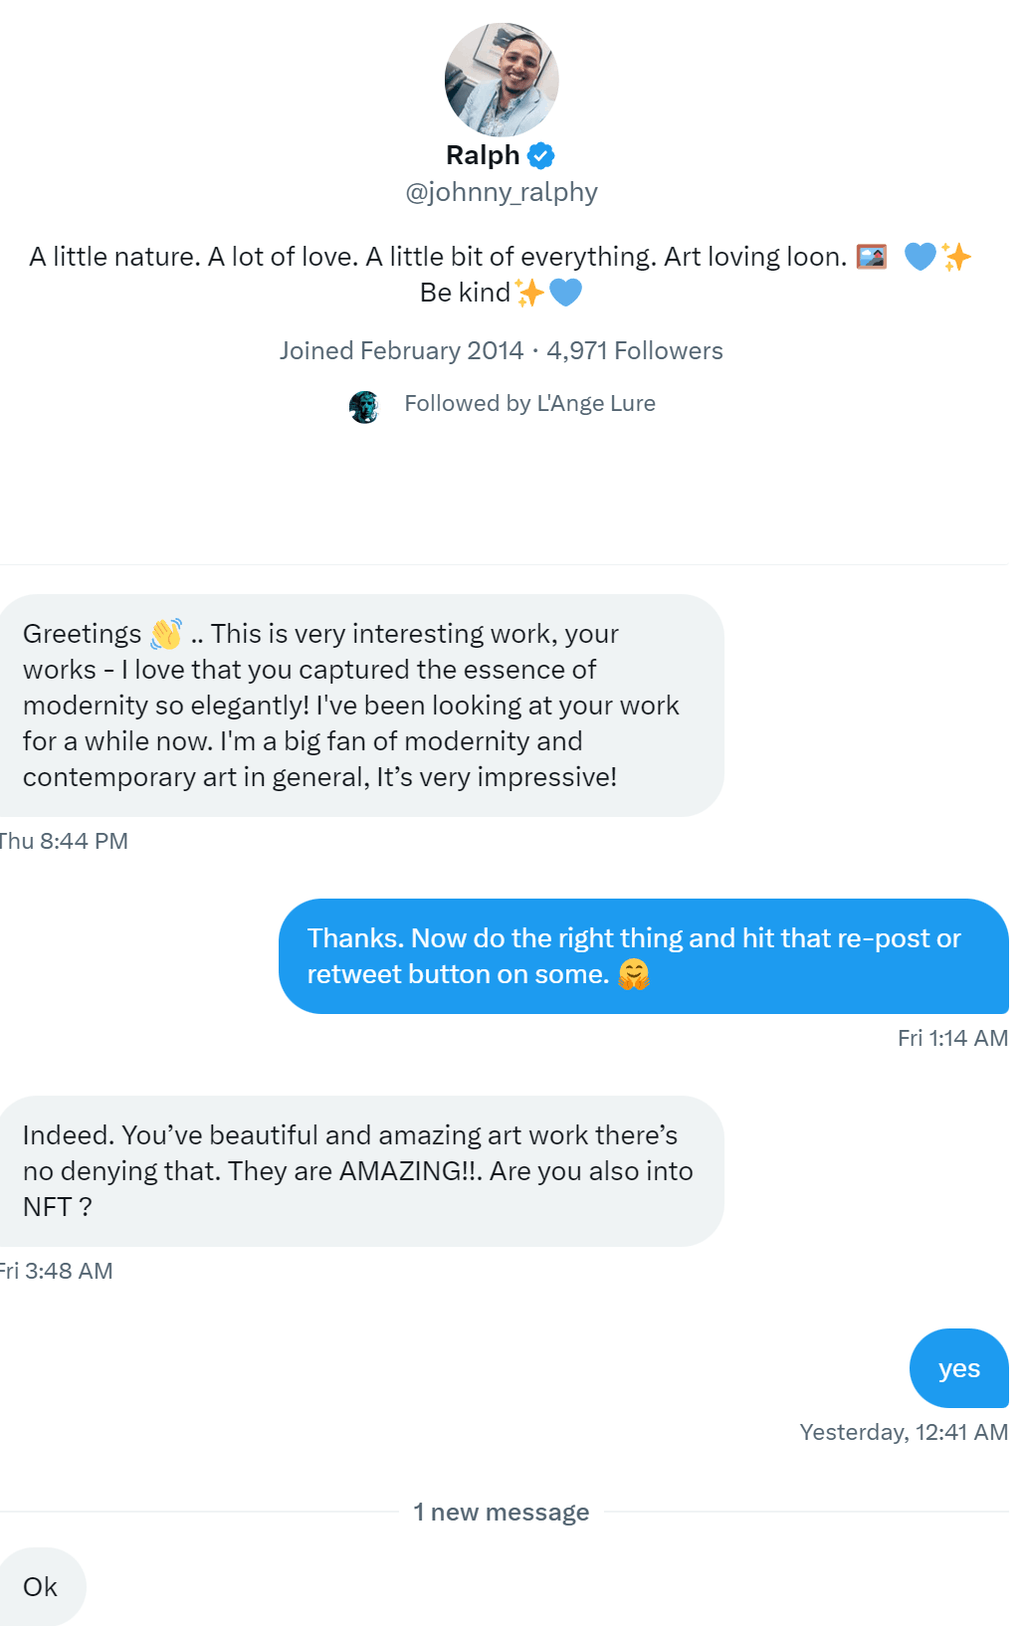 Ralph
@johnny_ralphy
A little nature. A lot of love. A little bit of everything. Art loving loon. 🖼️ 💙✨
Be kind✨💙
Joined February 2014 · 4,971 Followers
Followed by L'Ange Lure
Greetings 👋 .. This is very interesting work, your
works - I love that you captured the essence of
modernity so elegantly! I've been looking at your work
for a while now. I'm a big fan of modernity and
contemporary art in general, It’s very impressive!
Thu 8:44 PM
Thanks. Now do the right thing and hit that re-post or
retweet button on some. 🤗
Fri 1:14 AM
Indeed. You’ve beautiful and amazing art work there’s
no denying that. They are AMAZING!!. Are you also into
NFT ?
Fri 3:48 AM
yes
Yesterday, 12:41 AM
1 new message
Ok